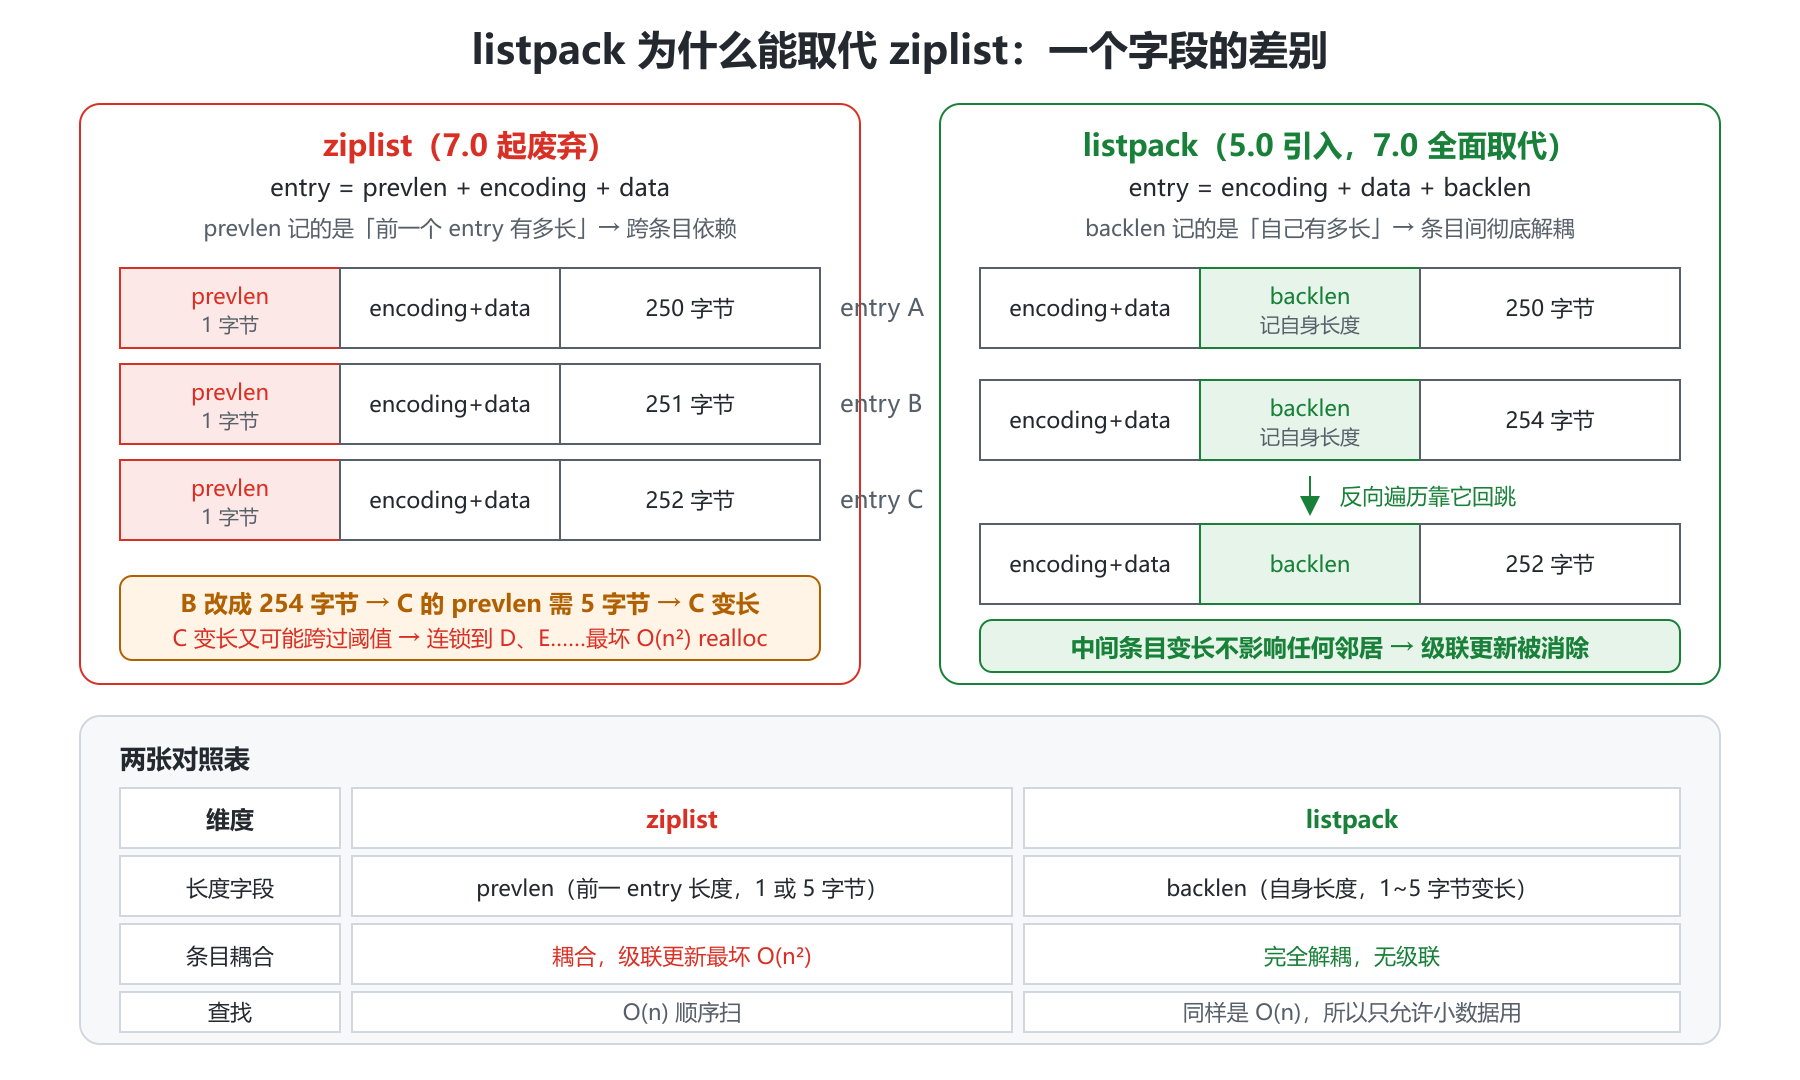 listpack 为什么能取代 ziplist：一个字段的差别
ziplist（7.0 起废弃）
entry = prevlen + encoding + data
prevlen 记的是「前一个 entry 有多长」→ 跨条目依赖
prevlen
1 字节
encoding+data
250 字节
entry A
prevlen
1 字节
encoding+data
251 字节
entry B
prevlen
1 字节
encoding+data
252 字节
entry C
B 改成 254 字节 → C 的 prevlen 需 5 字节 → C 变长
C 变长又可能跨过阈值 → 连锁到 D、E……最坏 O(n²) realloc
listpack（5.0 引入，7.0 全面取代）
entry = encoding + data + backlen
backlen 记的是「自己有多长」→ 条目间彻底解耦
encoding+data
backlen
记自身长度
250 字节
encoding+data
backlen
记自身长度
254 字节
反向遍历靠它回跳
encoding+data
backlen
252 字节
中间条目变长不影响任何邻居 → 级联更新被消除
两张对照表
维度
ziplist
listpack
长度字段
prevlen（前一 entry 长度，1 或 5 字节）
backlen（自身长度，1~5 字节变长）
条目耦合
耦合，级联更新最坏 O(n²)
完全解耦，无级联
查找
O(n) 顺序扫
同样是 O(n)，所以只允许小数据用